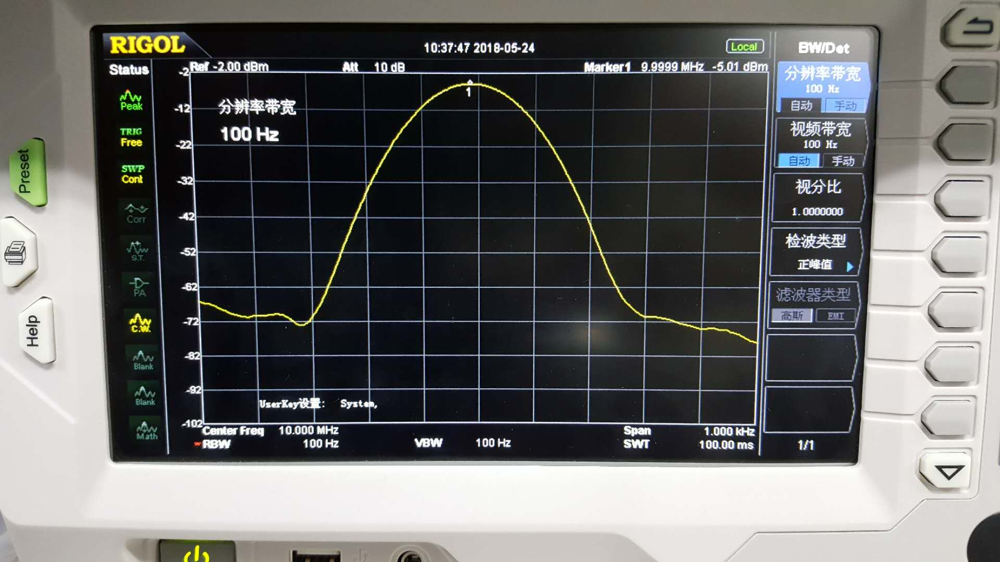 RIGOL
10:37:47 2018-05-24
Local
BW/Det
Status
Ref -2.00 dBm
Att 10 dB
Marker1 9.9999 MHz -5.01 dBm
Peak
TRIG
Free
SWP
Cont
Corr
S.T.
PA
C.W.
Blank
Blank
Math
-2
-12
-22
-32
-42
-52
-62
-72
-82
-92
-102
分辨率带宽
100 Hz
1
UserKey设置: System,
Center Freq 10.000 MHz
Span 1.000 kHz
RBW 100 Hz
VBW 100 Hz
SWT 100.00 ms
分辨率带宽
100 Hz
自动 手动
视频带宽
100 Hz
自动 手动
视分比
1.0000000
检波类型
正峰值
滤波器类型
高斯 EMI
1/1
Preset
Help